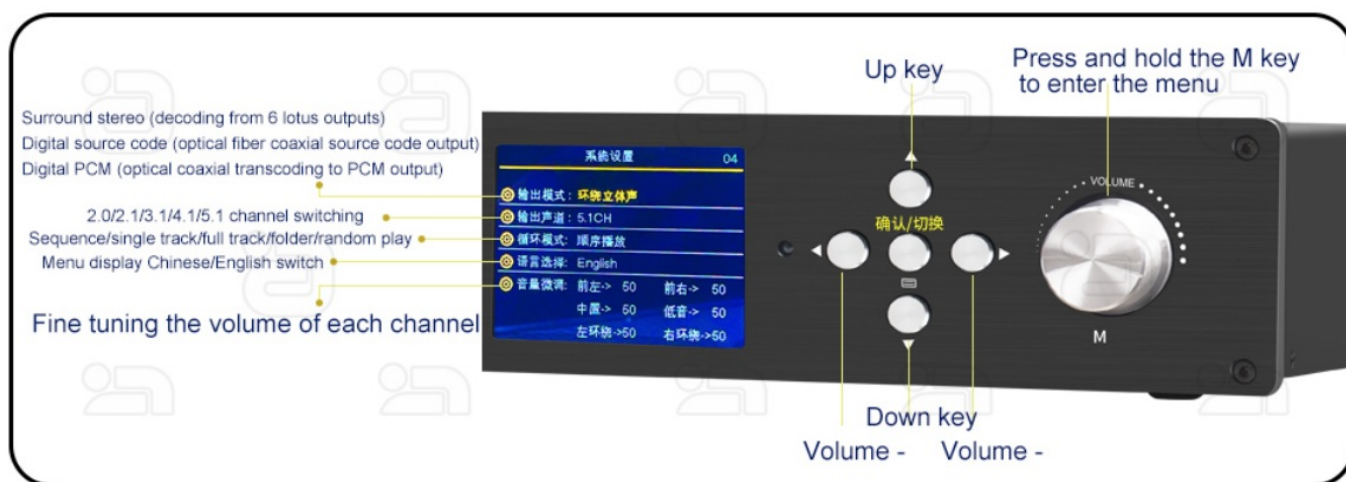 Surround stereo (decoding from 6 lotus outputs)
Digital source code (optical fiber coaxial source code output)
Digital PCM (optical coaxial transcoding to PCM output)
2.0/2.1/3.1/4.1/5.1 channel switching
Sequence/single track/full track/folder/random play
Menu display Chinese/English switch
Fine tuning the volume of each channel
系统设置 04
输出模式: 环绕立体声
输出声道: 5.1CH
循环模式: 顺序播放
语言选择: English
音量微调: 前左-> 50 前右-> 50
中置-> 50 低音-> 50
左环绕->50 右环绕->50
Up key
确认/切换
Down key
Volume - Volume -
Press and hold the M key
to enter the menu
VOLUME
M